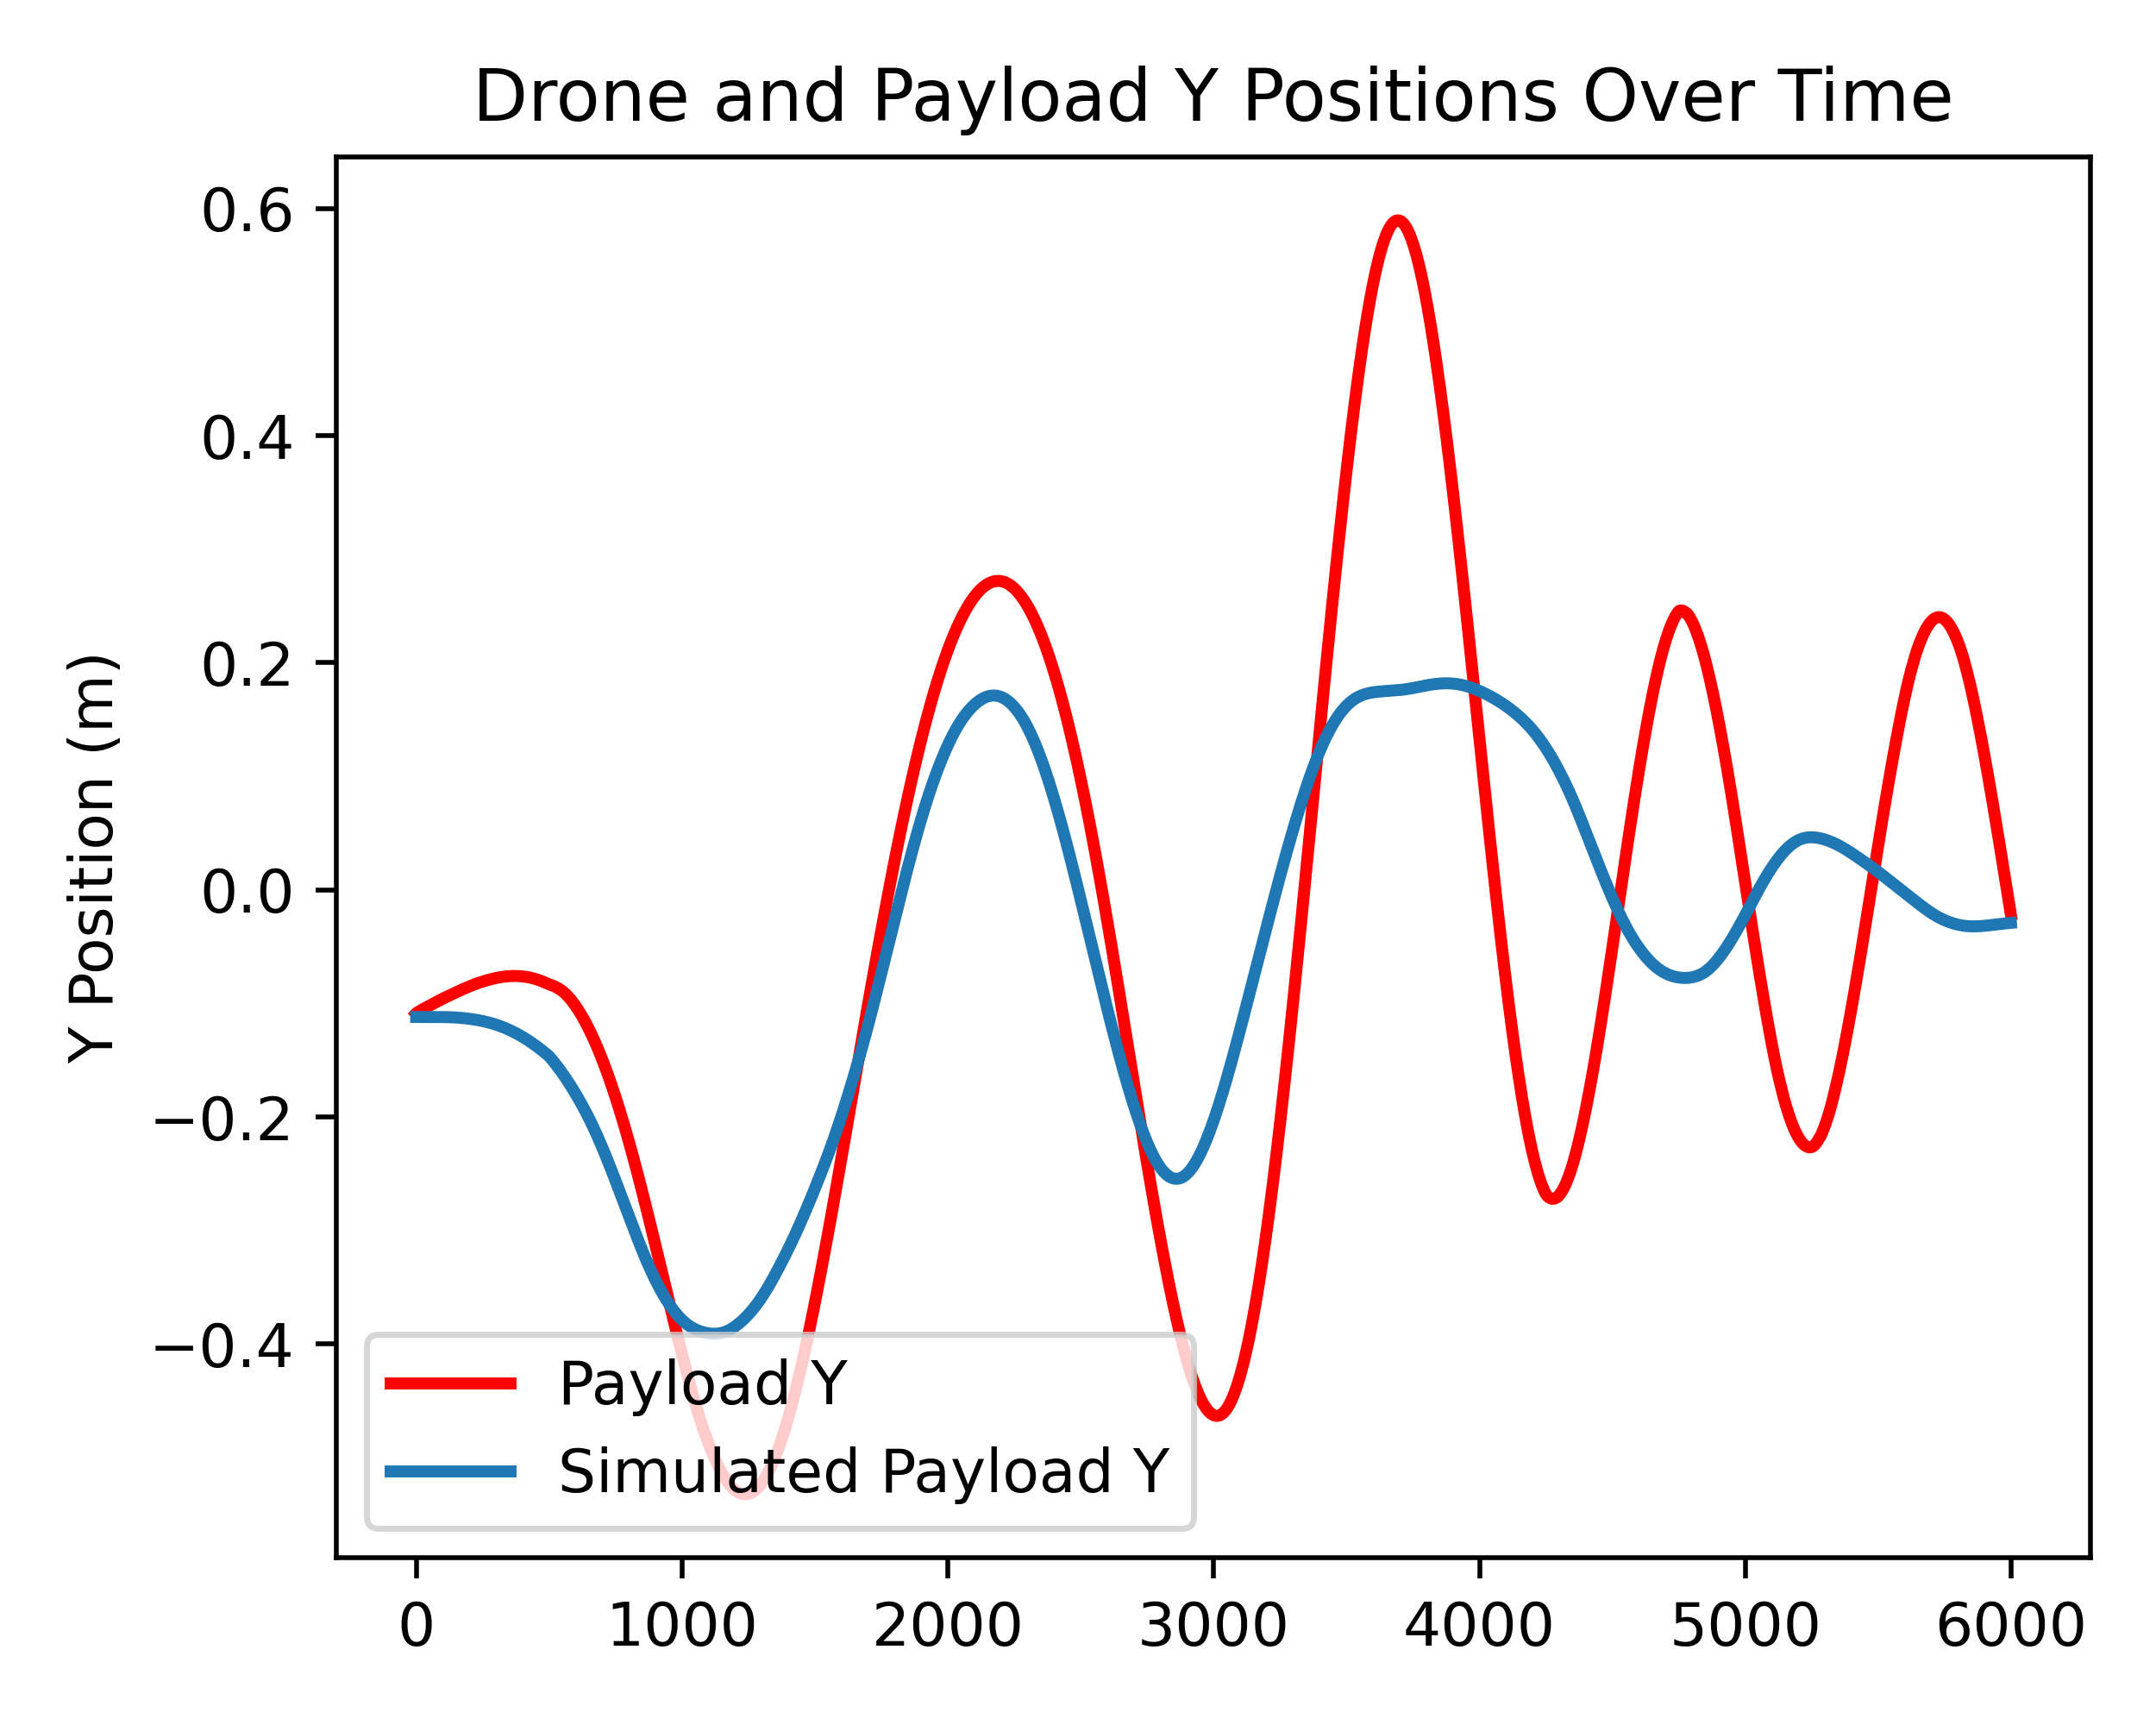 Drone and Payload Y Positions Over Time
Y Position (m)
0.6
0.4
0.2
0.0
−0.2
−0.4
Payload Y
Simulated Payload Y
0 1000 2000 3000 4000 5000 6000